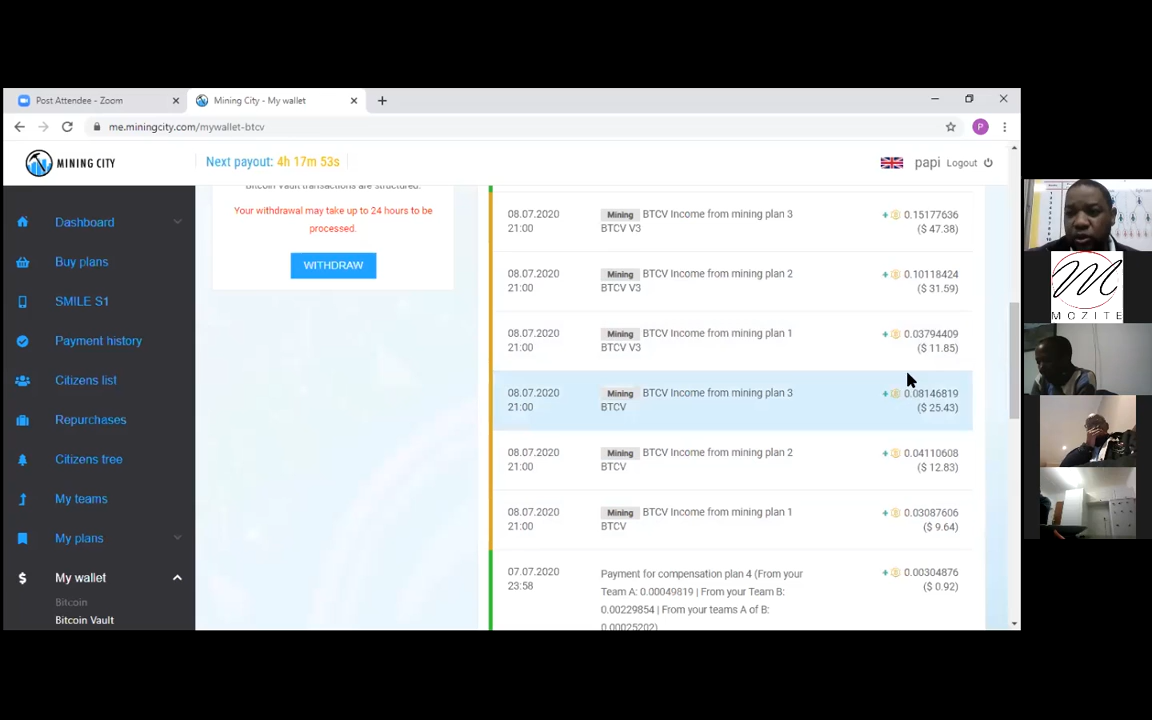 Post Attendee - Zoom
Mining City - My wallet
me.miningcity.com/mywallet-btcv
P
MINING CITY
Next payout: 4h 17m 53s
papi Logout
Dashboard
Buy plans
SMILE S1
Payment history
Citizens list
Repurchases
Citizens tree
My teams
My plans
My wallet
Bitcoin
Bitcoin Vault
Bitcoin Vault transactions are structured.
Your withdrawal may take up to 24 hours to be
processed.
WITHDRAW
08.07.2020 Mining BTCV Income from mining plan 3 + 0.15177636
21:00 BTCV V3 ($ 47.38)
08.07.2020 Mining BTCV Income from mining plan 2 + 0.10118424
21:00 BTCV V3 ($ 31.59)
08.07.2020 Mining BTCV Income from mining plan 1 + 0.03794409
21:00 BTCV V3 ($ 11.85)
08.07.2020 Mining BTCV Income from mining plan 3 + 0.08146819
21:00 BTCV ($ 25.43)
08.07.2020 Mining BTCV Income from mining plan 2 + 0.04110608
21:00 BTCV ($ 12.83)
08.07.2020 Mining BTCV Income from mining plan 1 + 0.03087606
21:00 BTCV ($ 9.64)
07.07.2020 Payment for compensation plan 4 (From your + 0.00304876
23:58 Team A: 0.00049819 | From your Team B: ($ 0.92)
0.00229854 | From your teams A of B:
0.00025202)
M
MOZITE